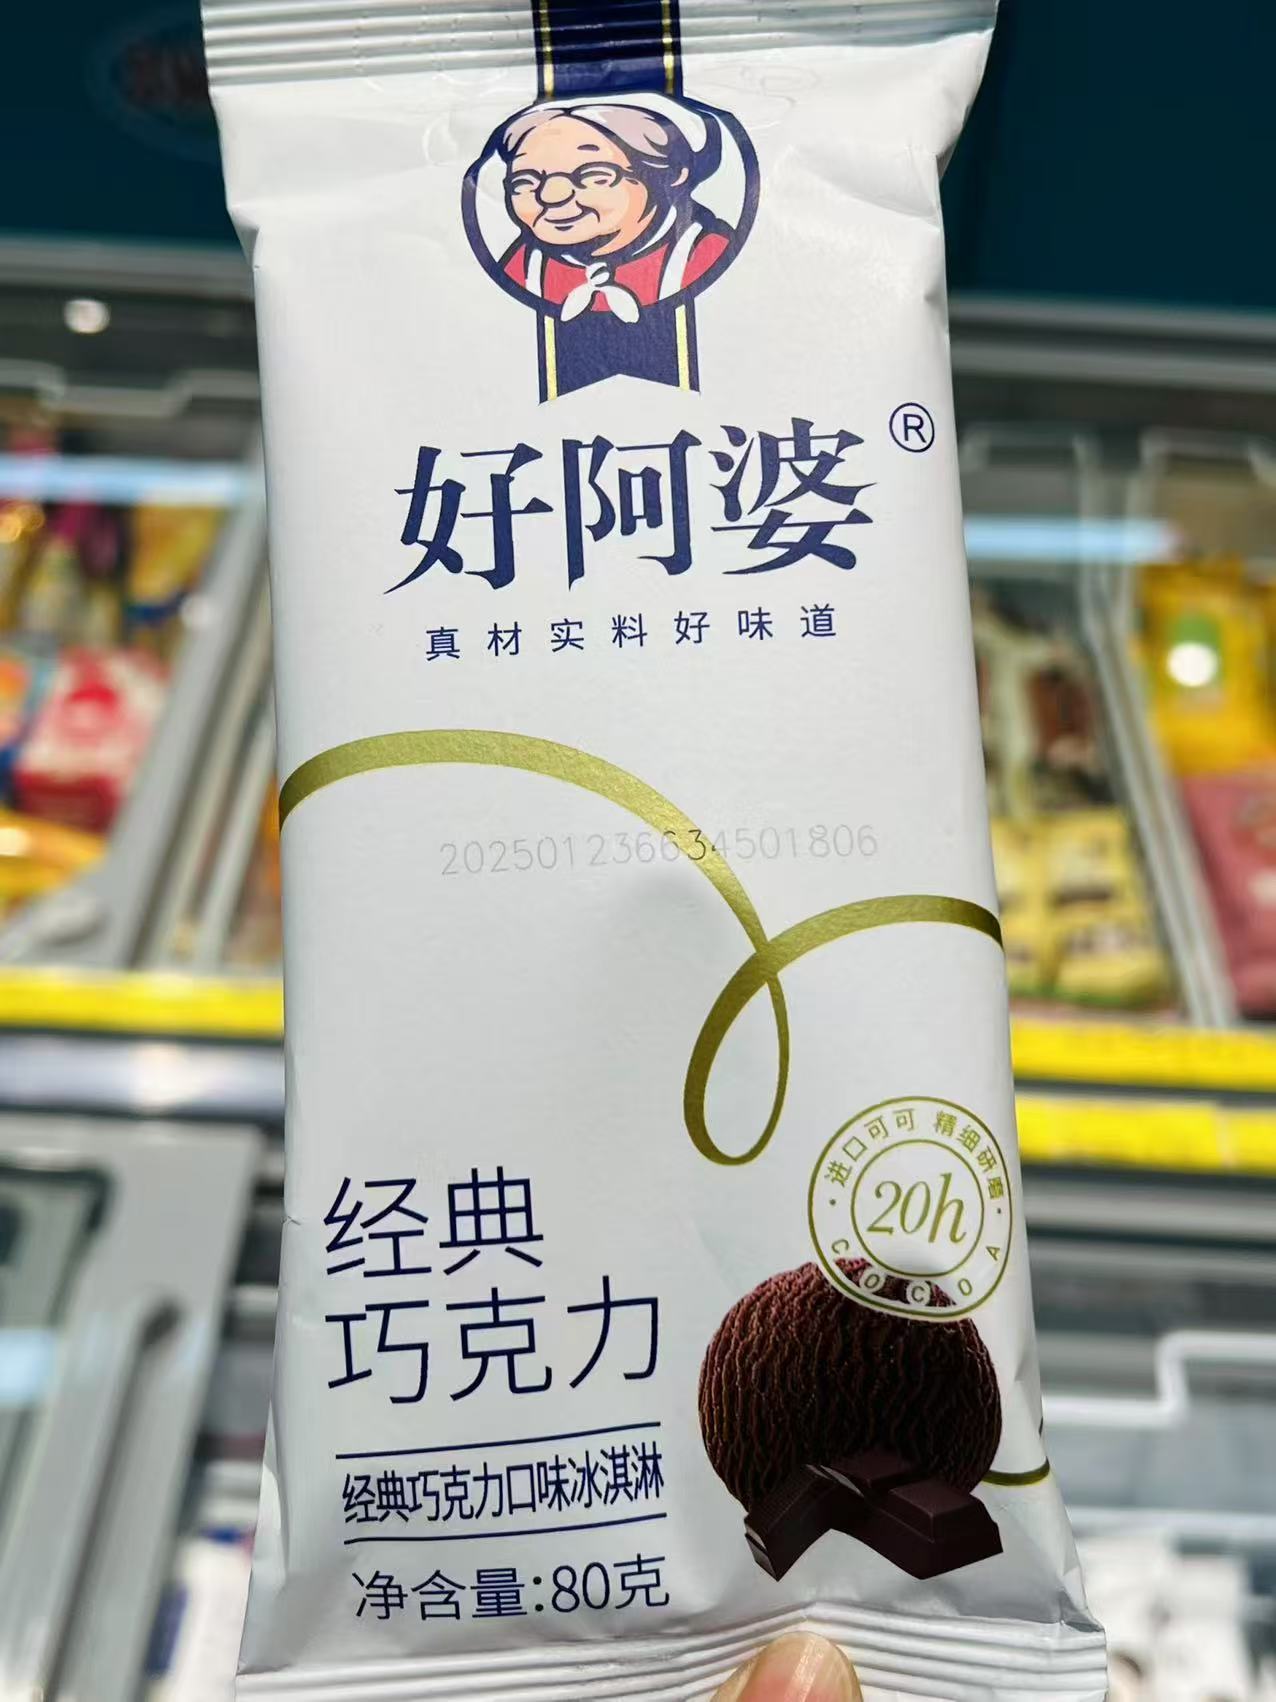 好阿婆®
真材实料好味道
202501236634501806
进口可可 精细研磨
20h
COCOA
经典
巧克力
经典巧克力口味冰淇淋
净含量:80克